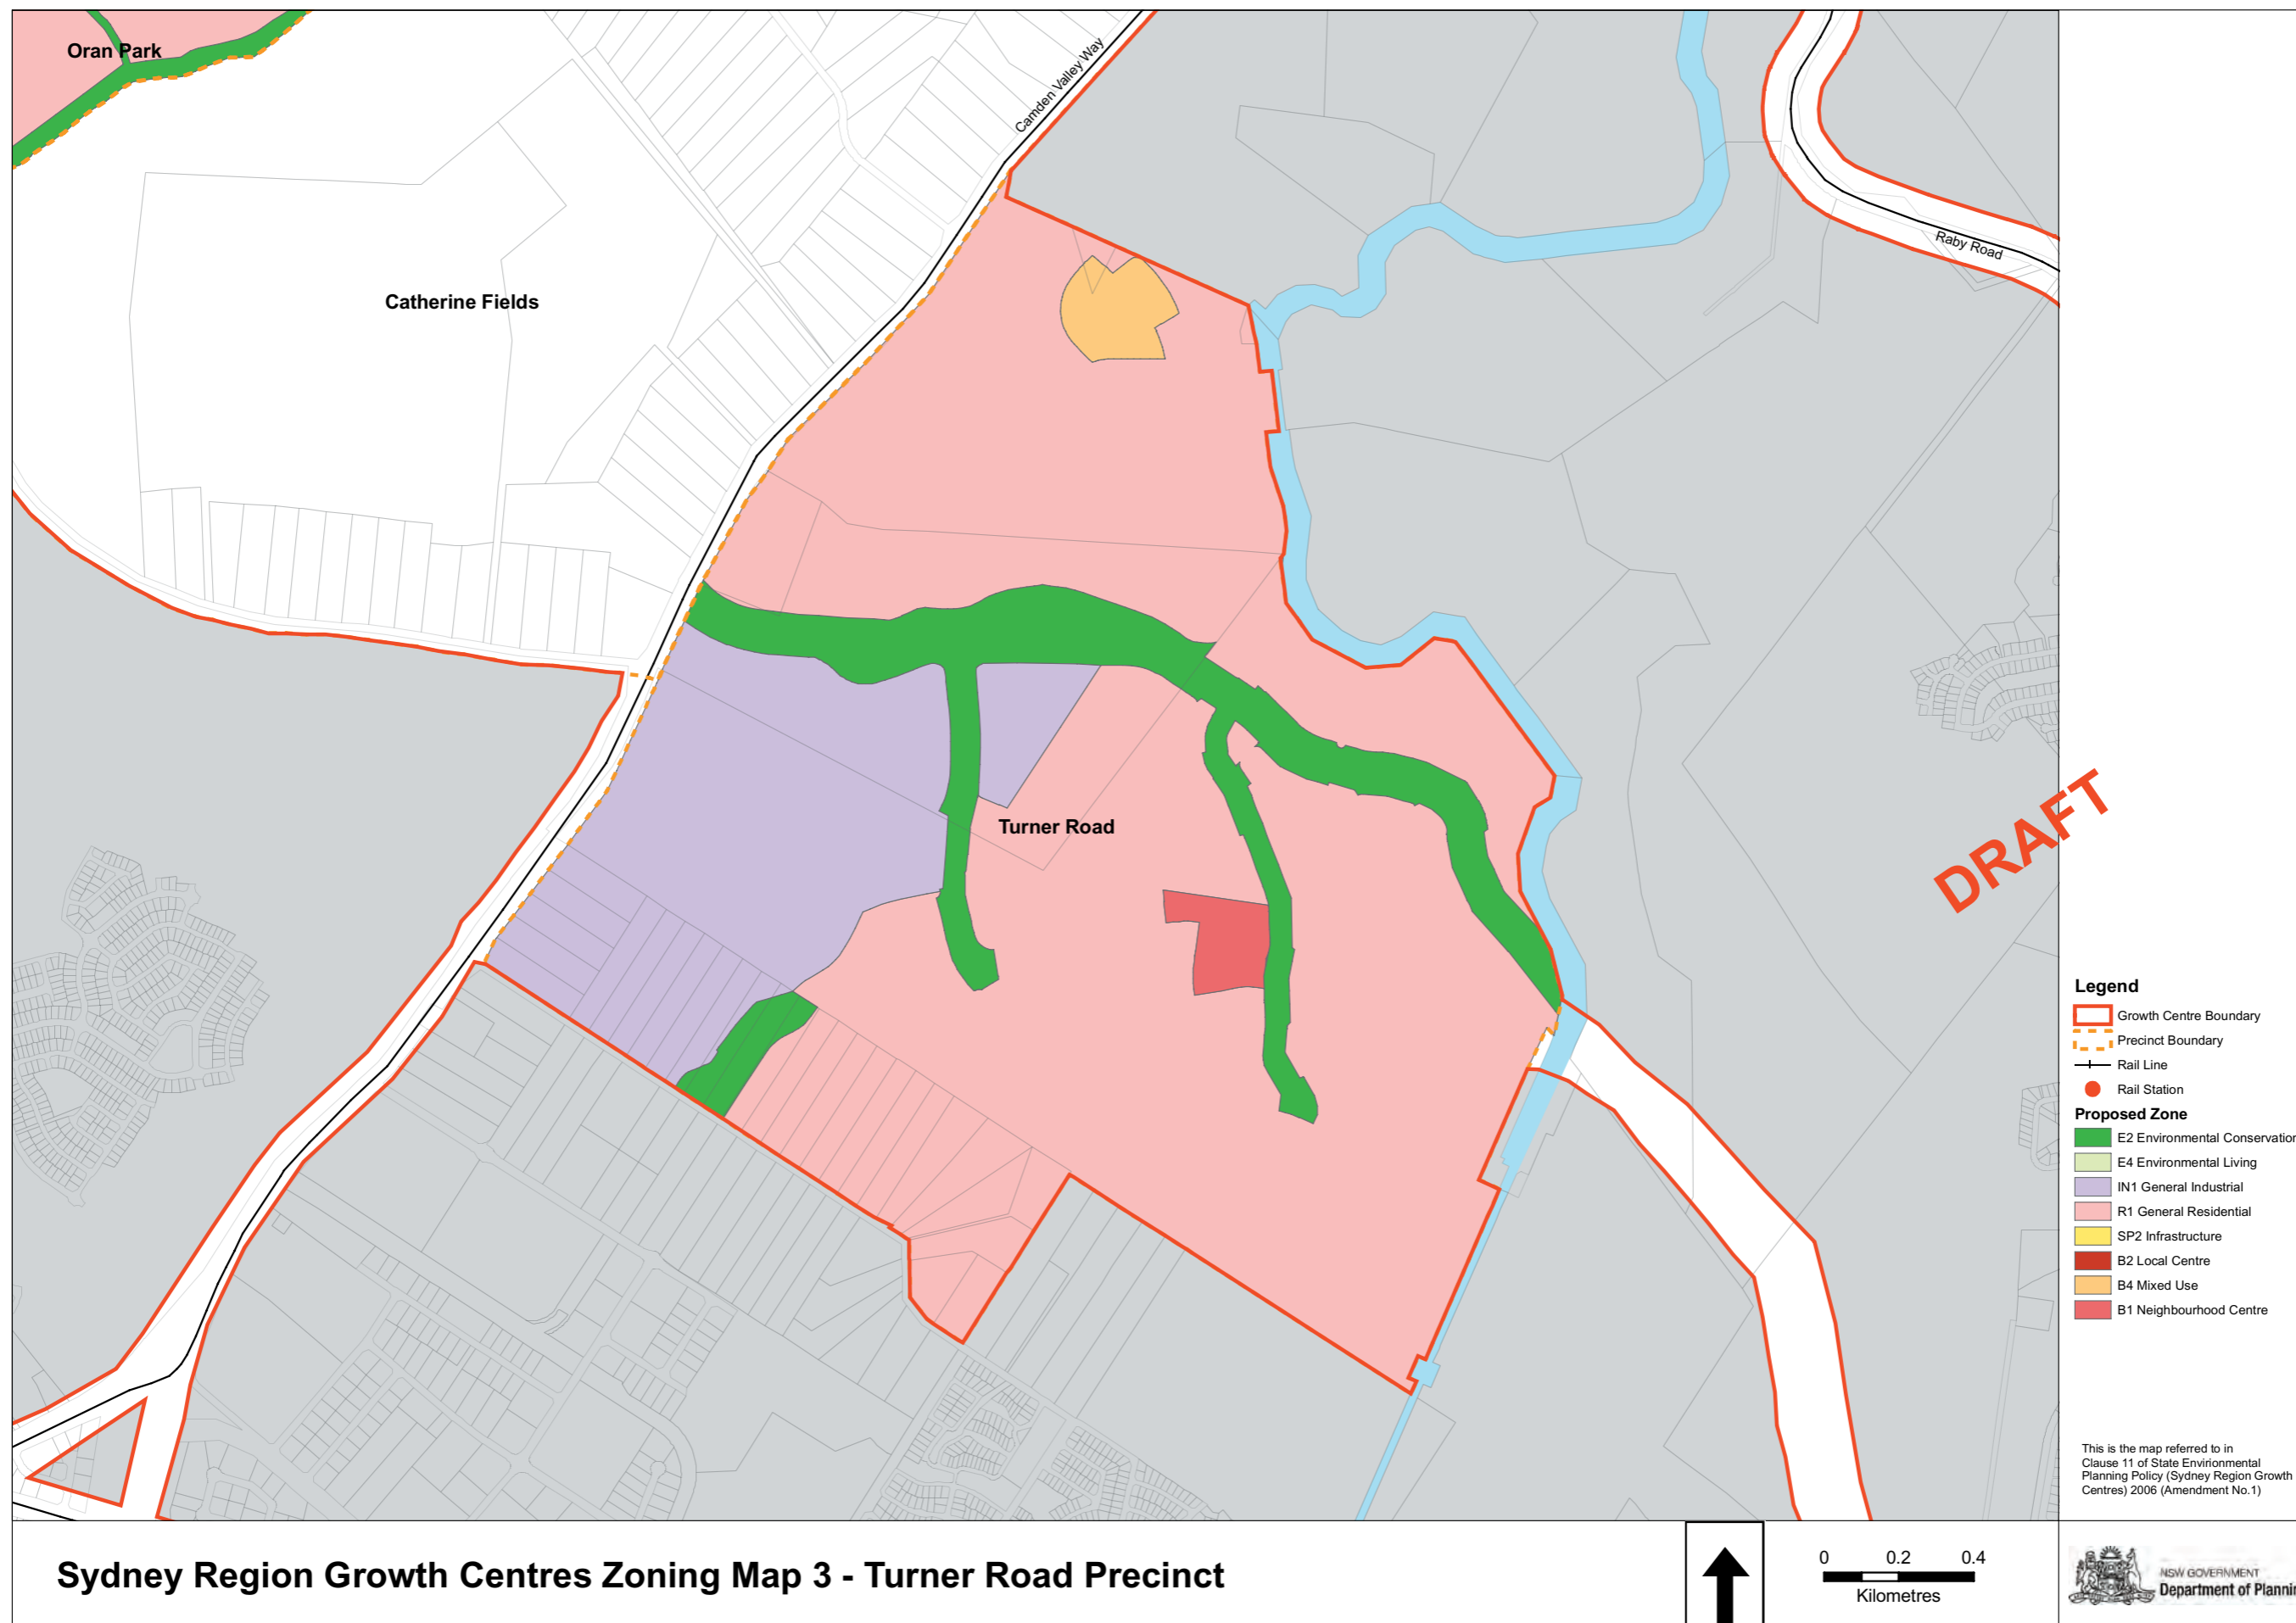 Oran Park
Camden Valley Way
Raby Road
Catherine Fields
Turner Road
DRAFT
Legend
Growth Centre Boundary
Precinct Boundary
Rail Line
Rail Station
Proposed Zone
E2 Environmental Conservation
E4 Environmental Living
IN1 General Industrial
R1 General Residential
SP2 Infrastructure
B2 Local Centre
B4 Mixed Use
B1 Neighbourhood Centre
This is the map referred to in
Clause 11 of State Envirionmental
Planning Policy (Sydney Region Growth
Centres) 2006 (Amendment No.1)
Sydney Region Growth Centres Zoning Map 3 - Turner Road Precinct
0 0.2 0.4
Kilometres
NSW GOVERNMENT
Department of Plannin